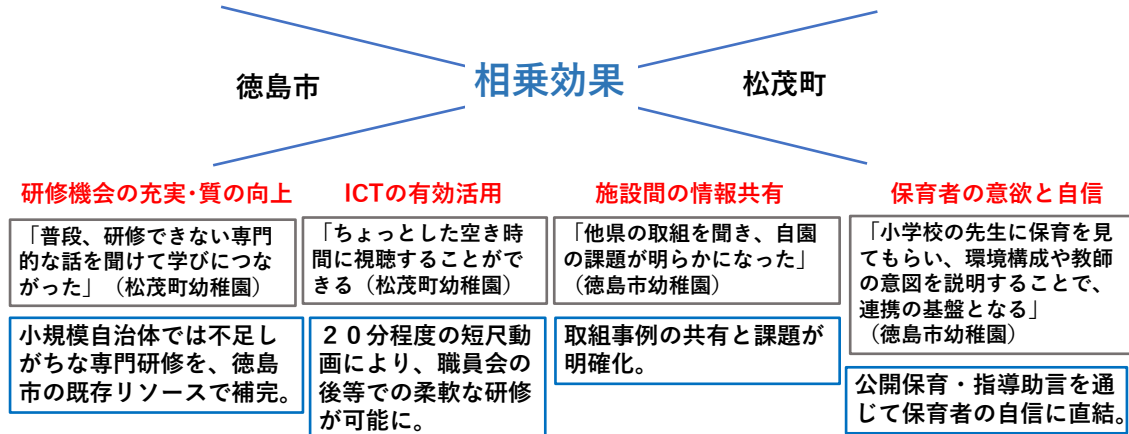 徳島市
相乗効果
松茂町
研修機会の充実･質の向上
「普段、研修できない専門
的な話を聞けて学びにつな
がった」（松茂町幼稚園）
小規模自治体では不足し
がちな専門研修を、徳島
市の既存リソースで補完。
ICTの有効活用
「ちょっとした空き時
間に視聴することがで
きる（松茂町幼稚園）
２０分程度の短尺動
画により、職員会の
後等での柔軟な研修
が可能に。
施設間の情報共有
「他県の取組を聞き、自園
の課題が明らかになった」
（徳島市幼稚園）
取組事例の共有と課題が
明確化。
保育者の意欲と自信
「小学校の先生に保育を見
てもらい、環境構成や教師
の意図を説明することで、
連携の基盤となる」
（徳島市幼稚園）
公開保育・指導助言を通
じて保育者の自信に直結。